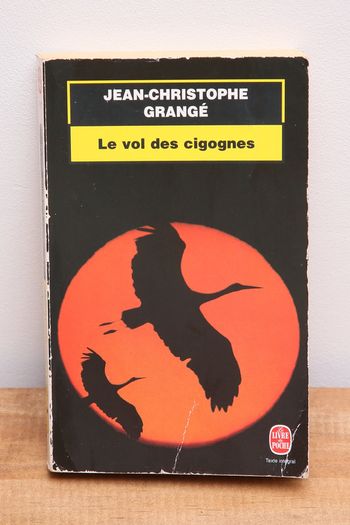 JEAN-CHRISTOPHE
GRANGÉ
Le vol des cigognes
LE LIVRE
DE
POCHE
Texte intégral